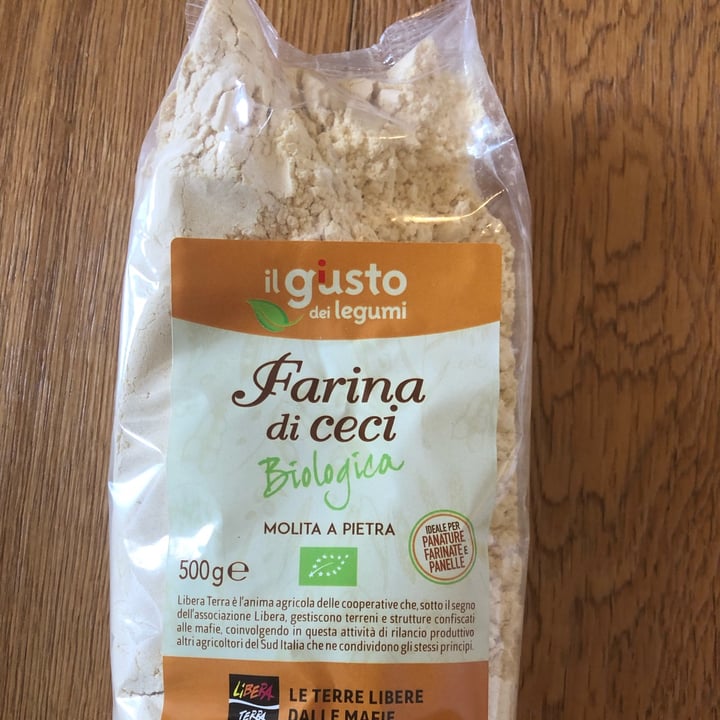 il giusto
dei legumi
Farina
di ceci
Biologica
MOLITA A PIETRA
IDEALE PER
PANATURE,
FARINATE E
PANELLE
500g e
Libera Terra è l'anima agricola delle cooperative che, sotto il segno
dell'associazione Libera, gestiscono terreni e strutture confiscati
alle mafie, coinvolgendo in questa attività di rilancio produttivo
altri agricoltori del Sud Italia che ne condividono gli stessi principi.
LIBERA
TERRA
LE TERRE LIBERE
DALLE MAFIE